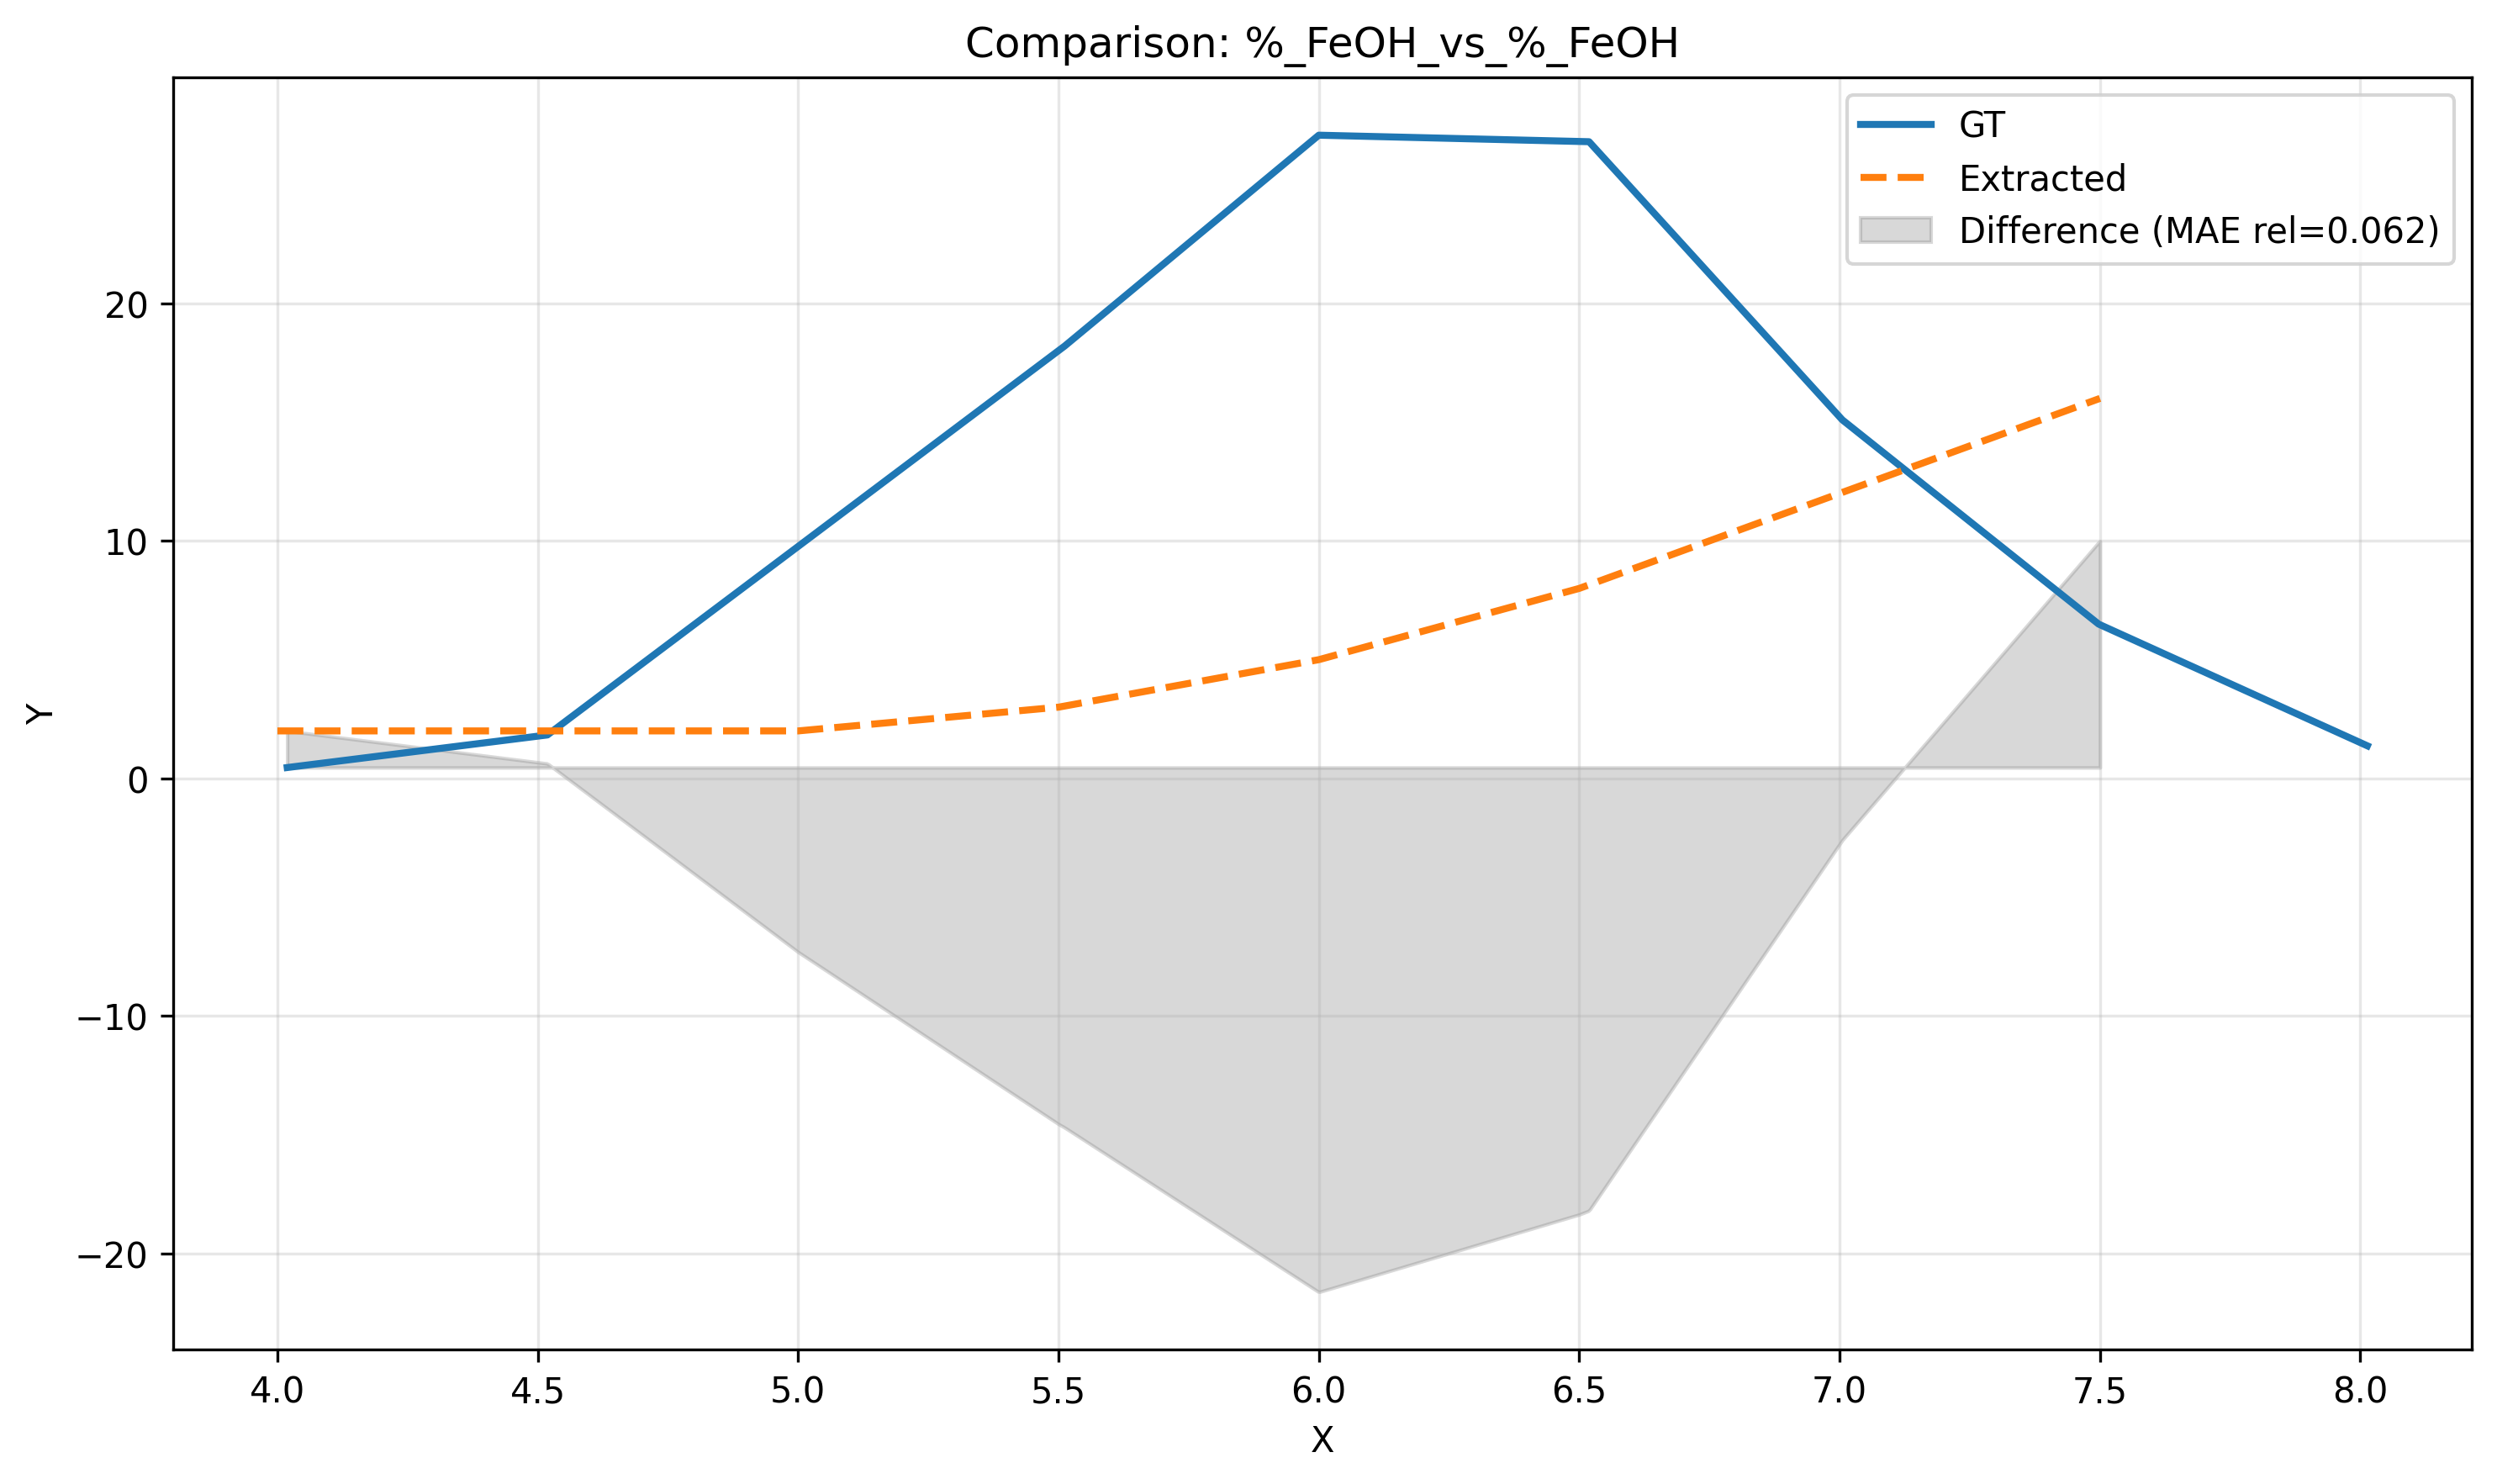 Comparison: %_FeOH_vs_%_FeOH
GT
Extracted
Difference (MAE rel=0.062)
20
10
0
−10
−20
Y
4.0 4.5 5.0 5.5 6.0 6.5 7.0 7.5 8.0
X